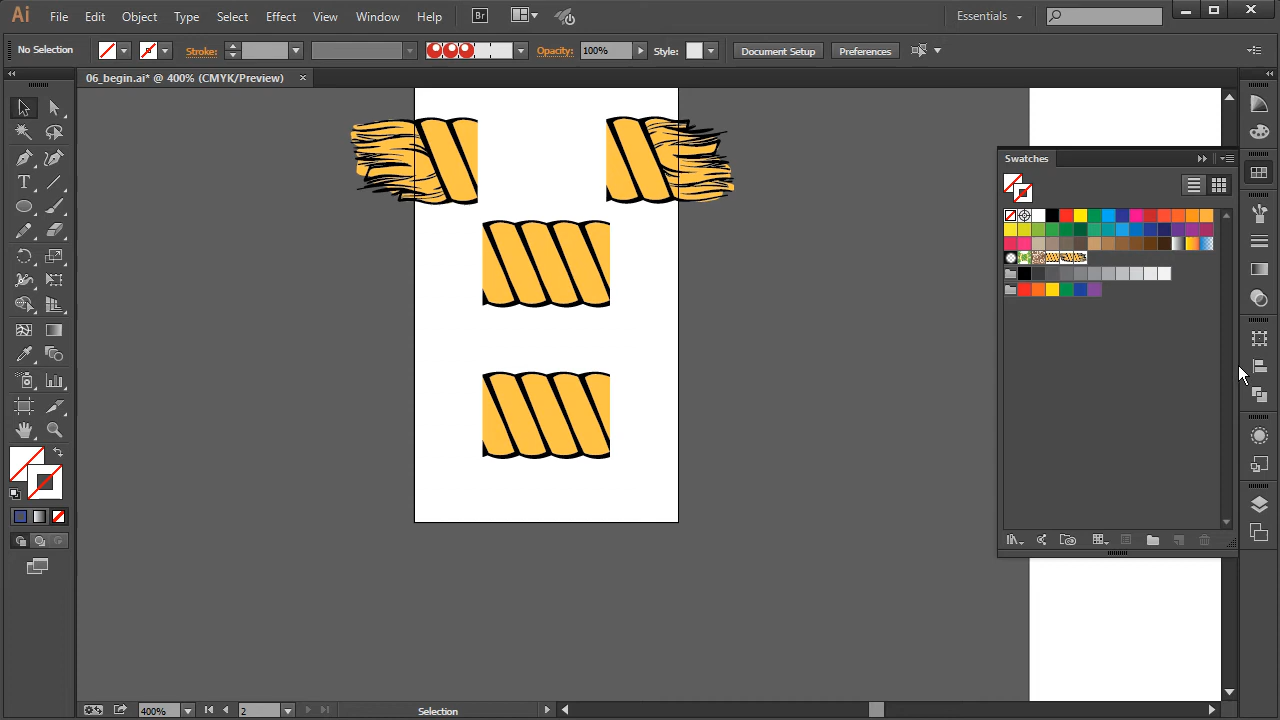 Ai File Edit Object Type Select Effect View Window Help Br Essentials
No Selection Stroke: Opacity: 100% Style: Document Setup Preferences
06_begin.ai* @ 400% (CMYK/Preview) ×
Swatches
400% 2 Selection